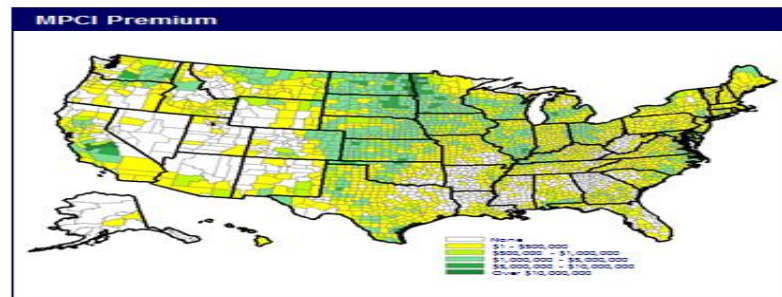 MPCI Premium
None
$1 - $500,000
$500,000 - $1,000,000
$1,000,000 - $5,000,000
$5,000,000 - $10,000,000
Over $10,000,000